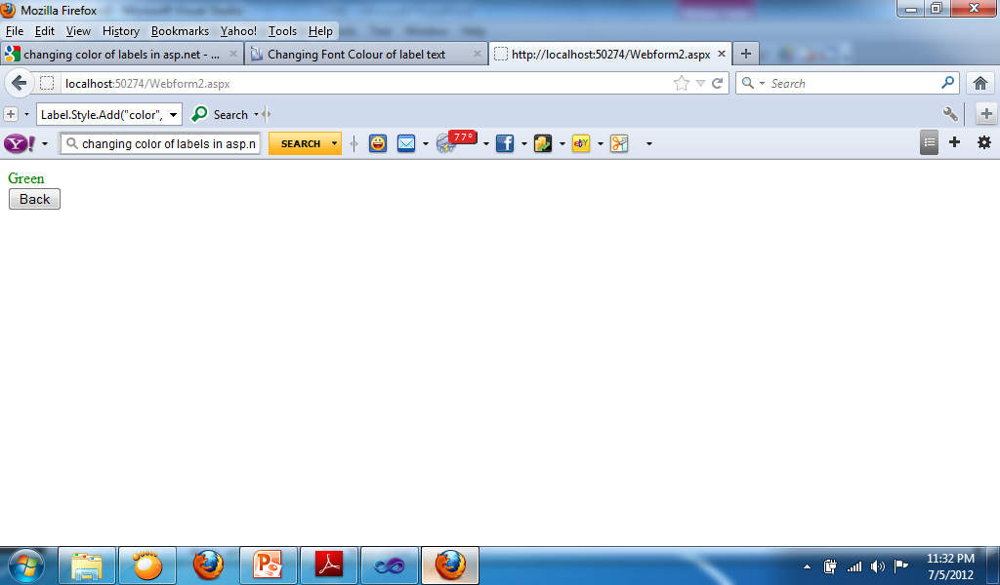 Mozilla Firefox
File Edit View History Bookmarks Yahoo! Tools Help
changing color of labels in asp.net - ... Changing Font Colour of label text http://localhost:50274/Webform2.aspx
localhost:50274/Webform2.aspx Search
Label.Style.Add("color", Search
Y! changing color of labels in asp.n SEARCH 77° f eBY
Green
Back
11:32 PM
7/5/2012